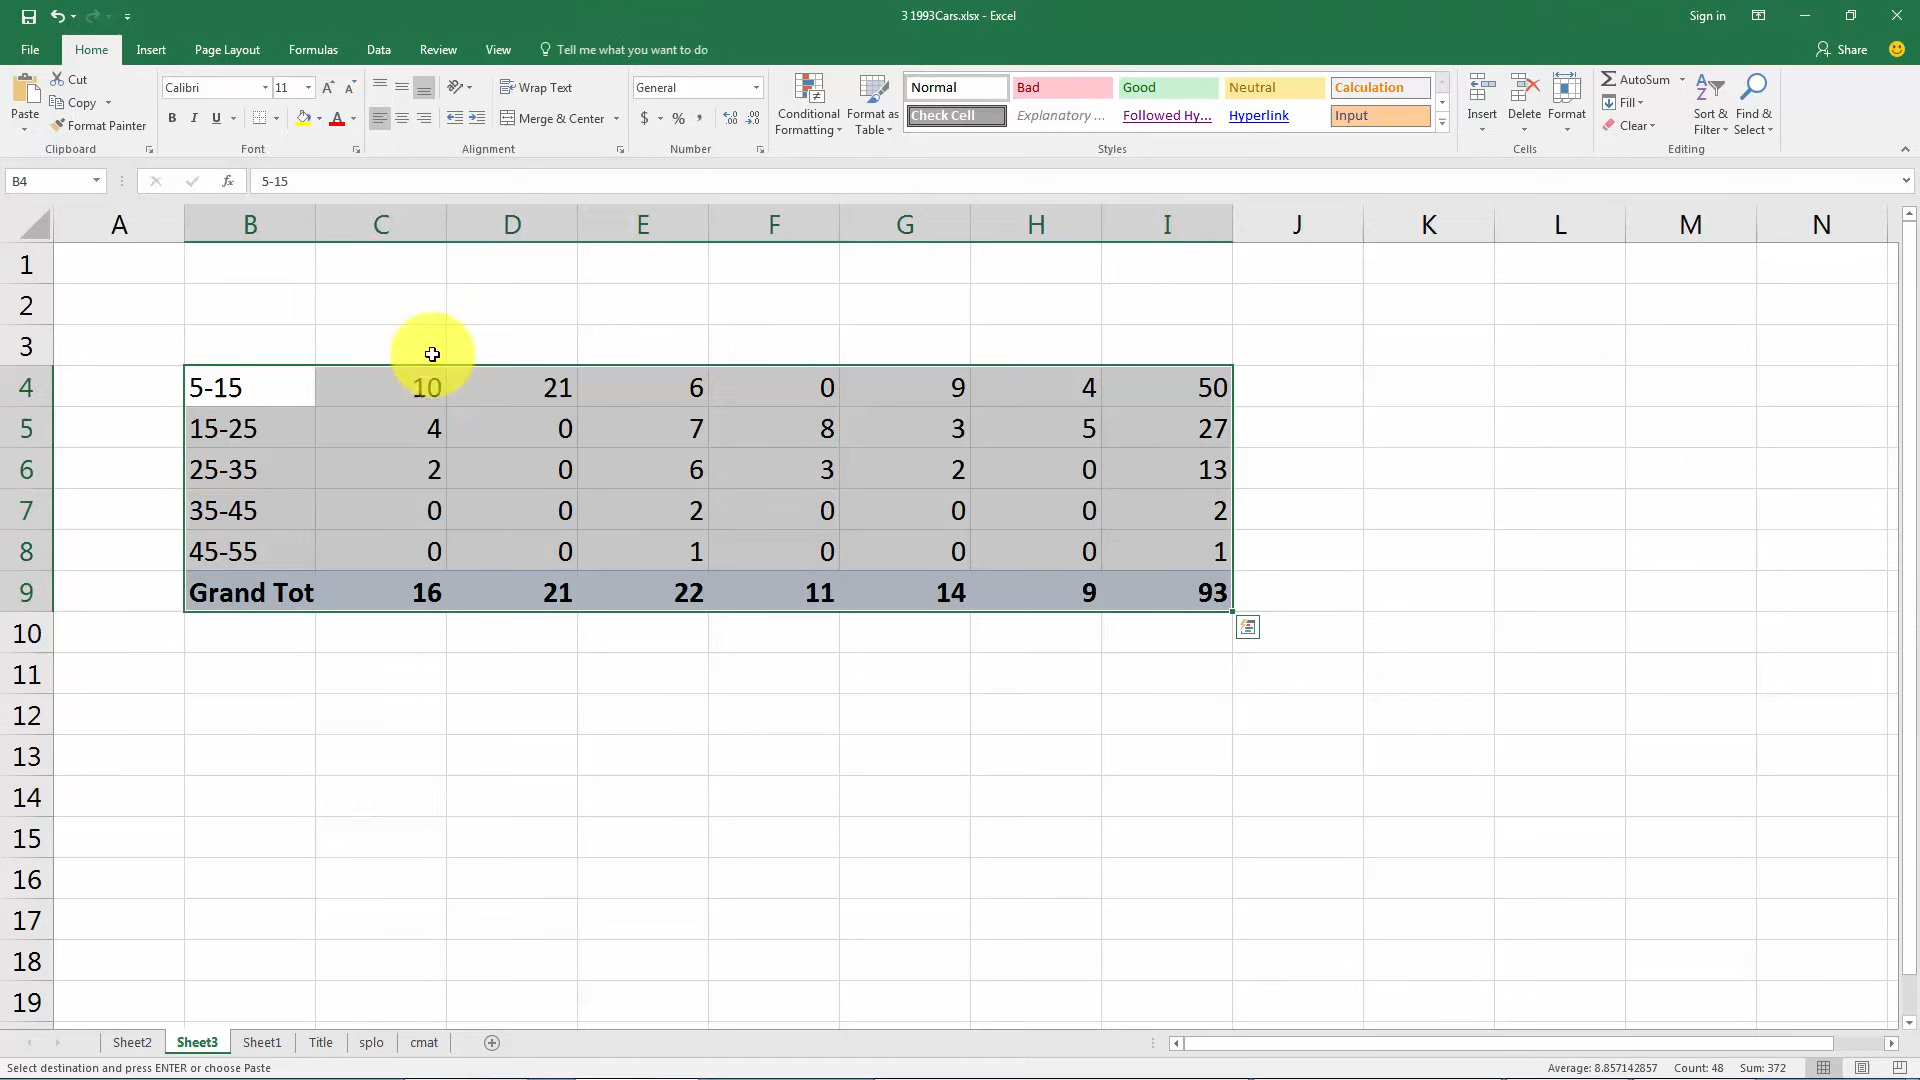 3 1993Cars.xlsx - Excel
Sign in
File Home Insert Page Layout Formulas Data Review View Tell me what you want to do Share
Paste
Cut
Copy
Format Painter
Clipboard
Calibri 11
B I U
Font
Wrap Text
Merge & Center
Alignment
General
$ % ,
Number
Conditional Formatting
Format as Table
Normal Bad Good Neutral Calculation
Check Cell Explanatory ... Followed Hy... Hyperlink Input
Styles
Insert Delete Format
Cells
AutoSum
Fill
Clear
Sort & Filter
Find & Select
Editing
B4 fx 5-15
A B C D E F G H I J K L M N
1
2
3
4 5-15 10 21 6 0 9 4 50
5 15-25 4 0 7 8 3 5 27
6 25-35 2 0 6 3 2 0 13
7 35-45 0 0 2 0 0 0 2
8 45-55 0 0 1 0 0 0 1
9 Grand Tot 16 21 22 11 14 9 93
10
11
12
13
14
15
16
17
18
19
Sheet2 Sheet3 Sheet1 Title splo cmat
Select destination and press ENTER or choose Paste Average: 8.857142857 Count: 48 Sum: 372